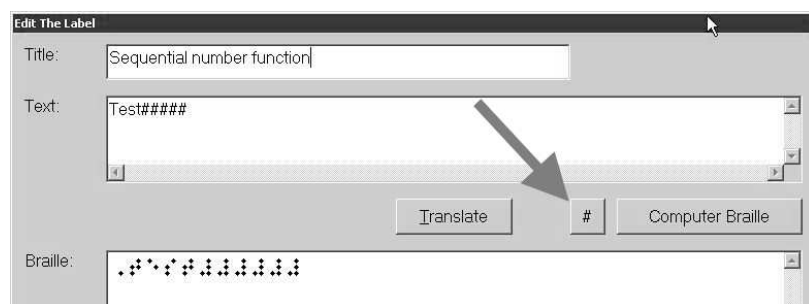 Edit The Label
Title: Sequential number function
Text: Test#####
Translate # Computer Braille
Braille: